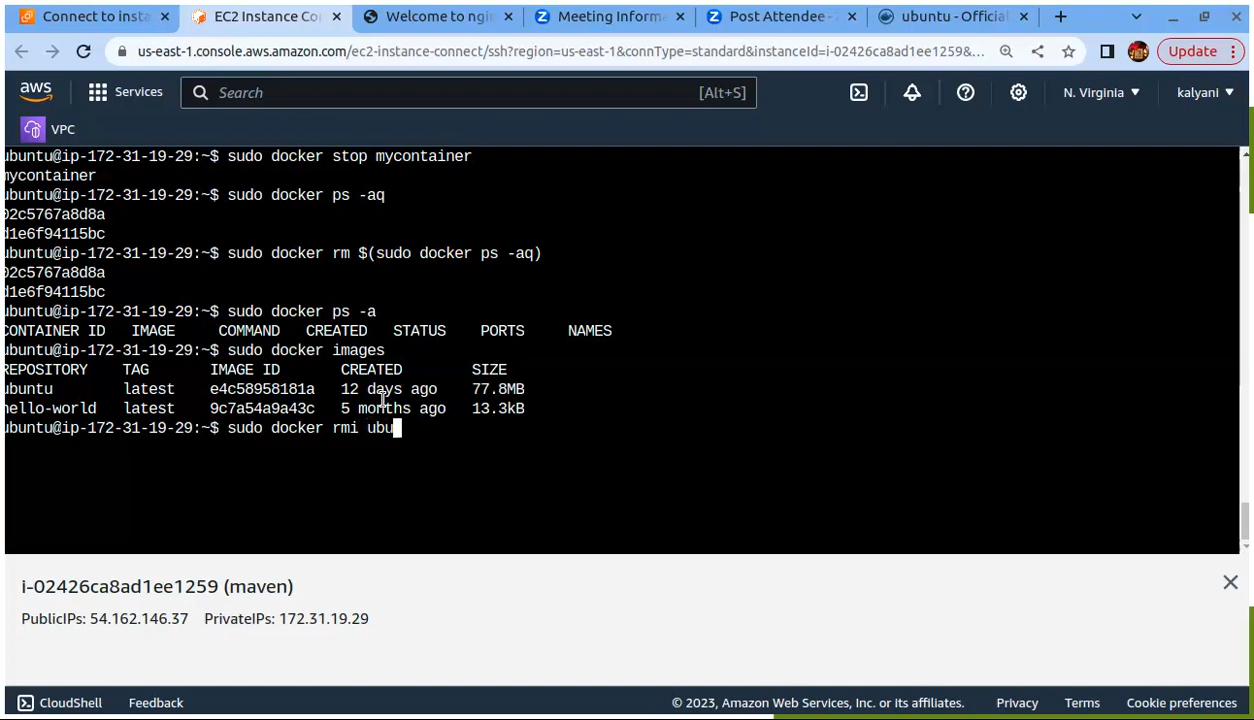 Connect to insta
EC2 Instance Co
Welcome to ngi
Meeting Inform
Post Attendee -
ubuntu - Official
us-east-1.console.aws.amazon.com/ec2-instance-connect/ssh?region=us-east-1&connType=standard&instanceId=i-02426ca8ad1ee1259&...
Update
aws
Services
Search
[Alt+S]
N. Virginia
kalyani
VPC
ubuntu@ip-172-31-19-29:~$ sudo docker stop mycontainer
mycontainer
ubuntu@ip-172-31-19-29:~$ sudo docker ps -aq
02c5767a8d8a
d1e6f94115bc
ubuntu@ip-172-31-19-29:~$ sudo docker rm $(sudo docker ps -aq)
02c5767a8d8a
d1e6f94115bc
ubuntu@ip-172-31-19-29:~$ sudo docker ps -a
CONTAINER ID IMAGE COMMAND CREATED STATUS PORTS NAMES
ubuntu@ip-172-31-19-29:~$ sudo docker images
REPOSITORY TAG IMAGE ID CREATED SIZE
ubuntu latest e4c58958181a 12 days ago 77.8MB
hello-world latest 9c7a54a9a43c 5 months ago 13.3kB
ubuntu@ip-172-31-19-29:~$ sudo docker rmi ubu
i-02426ca8ad1ee1259 (maven)
PublicIPs: 54.162.146.37 PrivateIPs: 172.31.19.29
CloudShell
Feedback
© 2023, Amazon Web Services, Inc. or its affiliates.
Privacy
Terms
Cookie preferences